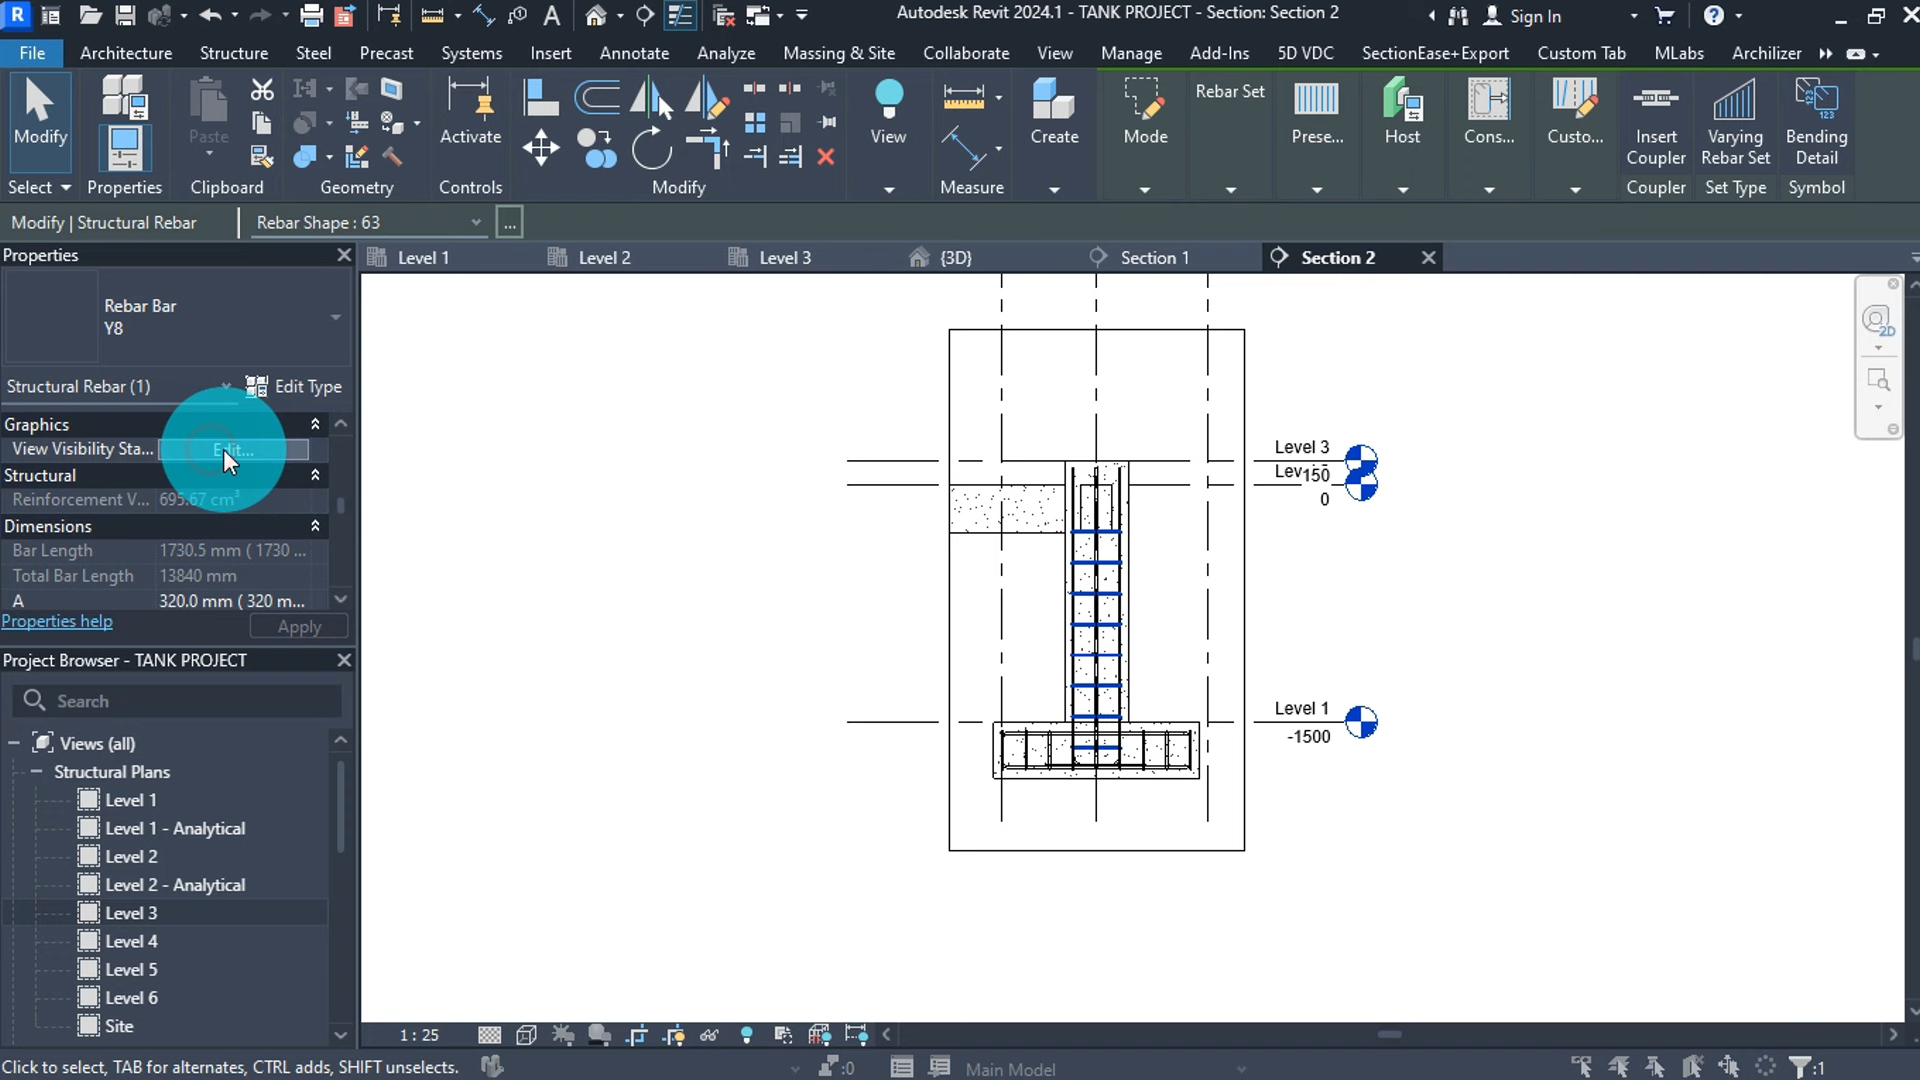 Autodesk Revit 2024.1 - TANK PROJECT - Section: Section 2
Sign In
File Architecture Structure Steel Precast Systems Insert Annotate Analyze Massing & Site Collaborate View Manage Add-Ins 5D VDC SectionEase+Export Custom Tab MLabs Archilizer
Modify Paste Activate View Create Mode Rebar Set Prese... Host Cons... Custo... Insert Coupler Varying Rebar Set Bending Detail
Select Properties Clipboard Geometry Controls Modify Measure Coupler Set Type Symbol
Modify | Structural Rebar Rebar Shape : 63 ...
Properties
Level 1 Level 2 Level 3 {3D} Section 1 Section 2
Rebar Bar
Y8
Structural Rebar (1) Edit Type
Graphics
View Visibility Sta... Edit...
Structural
Reinforcement V... 695.67 cm³
Dimensions
Bar Length 1730.5 mm ( 1730 ...
Total Bar Length 13840 mm
A 320.0 mm ( 320 m...
Properties help Apply
Project Browser - TANK PROJECT
Search
Views (all)
Structural Plans
Level 1
Level 1 - Analytical
Level 2
Level 2 - Analytical
Level 3
Level 4
Level 5
Level 6
Site
Level 3
150
0
Level 1
-1500
2D
1 : 25
Click to select, TAB for alternates, CTRL adds, SHIFT unselects.
:0
Main Model
:1